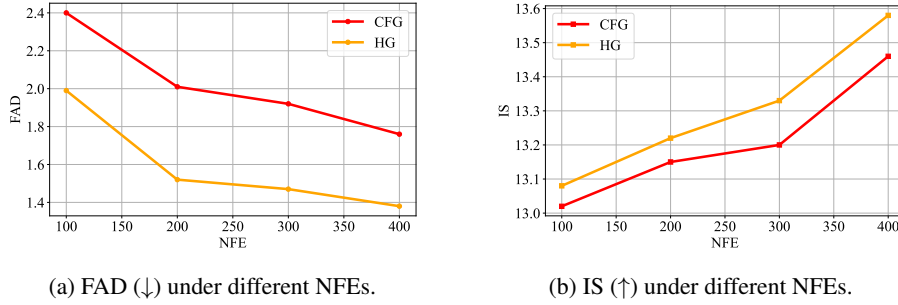 2.4
2.2
2.0
1.8
1.6
1.4
FAD
100
150
200
250
300
350
400
NFE
CFG
HG
(a) FAD (↓) under different NFEs.
13.6
13.5
13.4
13.3
13.2
13.1
13.0
IS
100
150
200
250
300
350
400
NFE
CFG
HG
(b) IS (↑) under different NFEs.